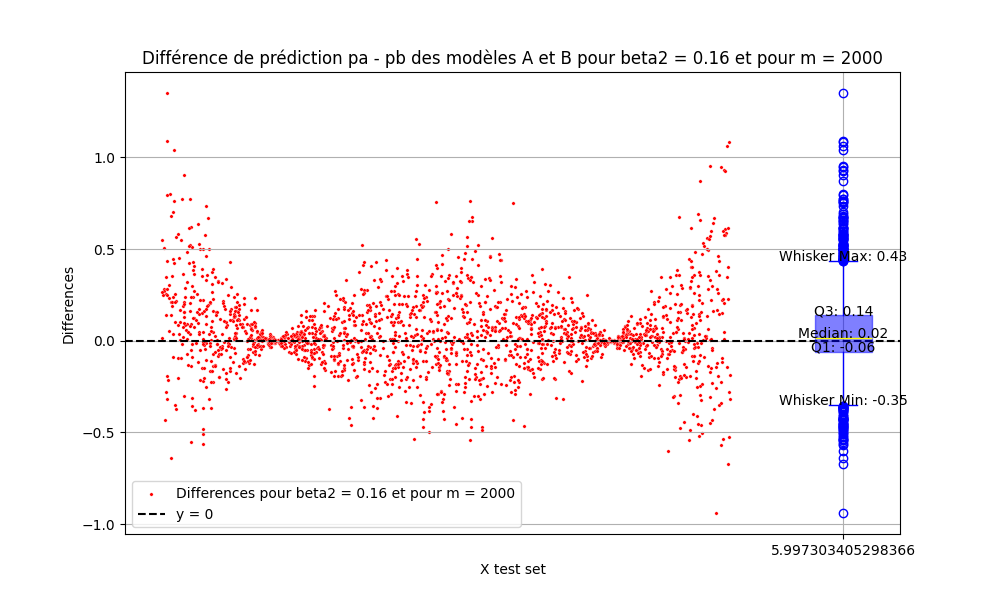 Différence de prédiction pa - pb des modèles A et B pour beta2 = 0.16 et pour m = 2000
Differences
1.0
0.5
0.0
−0.5
−1.0
Whisker Max: 0.43
Q3: 0.14
Median: 0.02
Q1: -0.06
Whisker Min: -0.35
Differences pour beta2 = 0.16 et pour m = 2000
y = 0
5.997303405298366
X test set